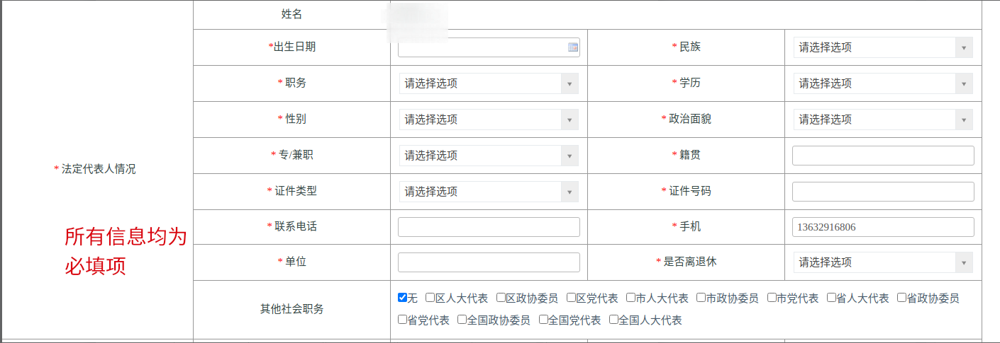 姓名
*出生日期
* 民族 请选择选项
* 职务 请选择选项 * 学历 请选择选项
* 性别 请选择选项 * 政治面貌 请选择选项
* 专/兼职 请选择选项 * 籍贯
* 法定代表人情况
* 证件类型 请选择选项 * 证件号码
* 联系电话 * 手机 13632916806
所有信息均为
必填项
* 单位 * 是否离退休 请选择选项
其他社会职务
无 区人大代表 区政协委员 区党代表 市人大代表 市政协委员 市党代表 省人大代表 省政协委员
省党代表 全国政协委员 全国党代表 全国人大代表